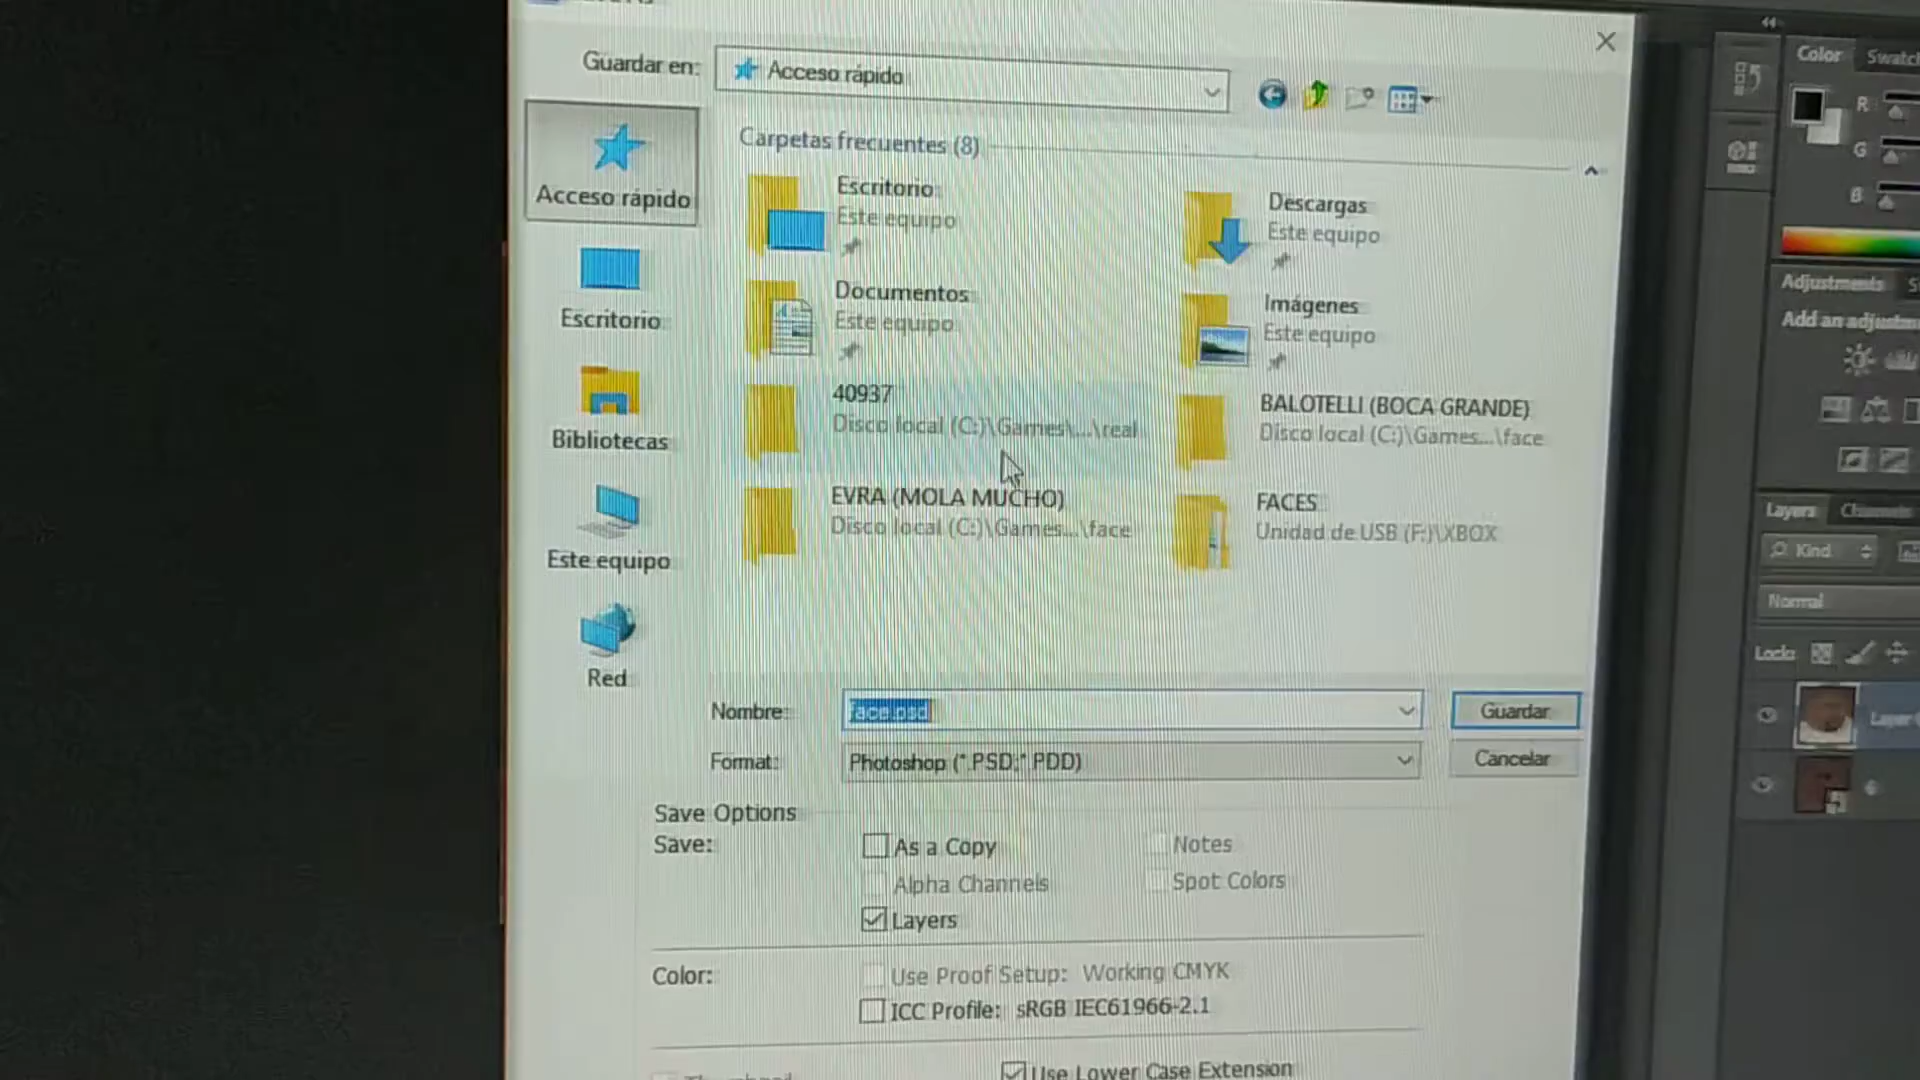 Guardar en:
Acceso rápido
Color
Carpetas frecuentes (8)
R
G
B
Acceso rápido
Escritorio
Este equipo
Descargas
Este equipo
Escritorio
Documentos
Este equipo
Imágenes
Este equipo
Adjustments
Add an
Bibliotecas
40937
Disco local (C:)\Games\...\real
BALOTELLI (BOCA GRANDE)
Disco local (C:)\Games...\face
Este equipo
EVRA (MOLA MUCHO)
Disco local (C:)\Games...\face
FACES
Unidad de USB (F:)\XBOX
Layers
Channels
Kind
Normal
Lock:
Red
Nombre:
face.psd
Guardar
Layer
Format:
Photoshop (*.PSD;*.PDD)
Cancelar
Save Options
Save:
As a Copy
Notes
Alpha Channels
Spot Colors
Layers
Color:
Use Proof Setup: Working CMYK
ICC Profile: sRGB IEC61966-2.1
Use Lower Case Extension